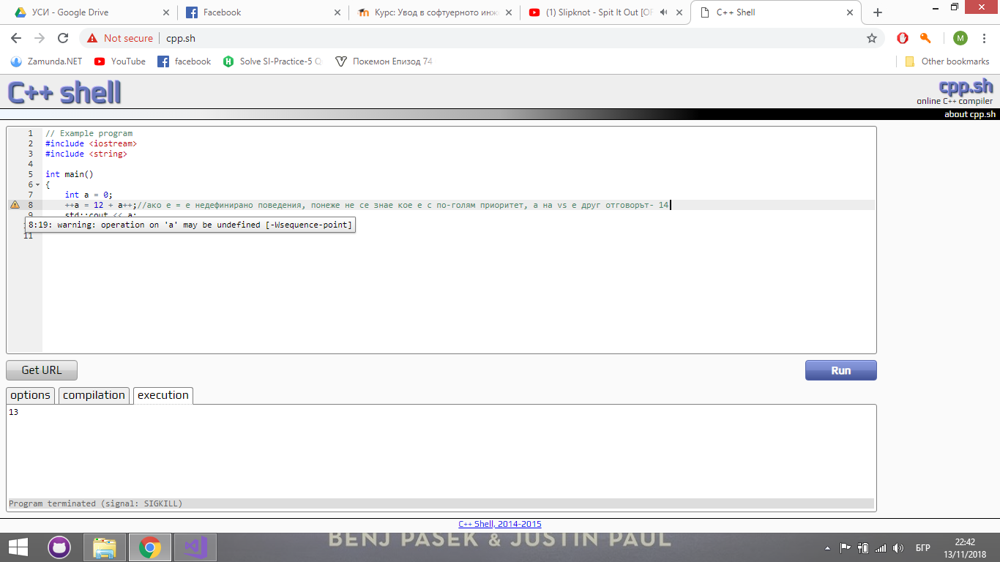 УСИ - Google Drive
Facebook
Курс: Увод в софтуерното инж
(1) Slipknot - Spit It Out [OF
C++ Shell
Not secure | cpp.sh
M
Zamunda.NET
YouTube
facebook
Solve SI-Practice-5 Q
Покемон Епизод 74
Other bookmarks
C++ shell
cpp.sh
online C++ compiler
about cpp.sh
1 // Example program
2 #include <iostream>
3 #include <string>
4
5 int main()
6 {
7 int a = 0;
8 ++a = 12 + a++;//ако е = е недефинирано поведения, понеже не се знае кое е с по-голям приоритет, а на vs е друг отговорът- 14
9 std::cout << a;
8:19: warning: operation on 'a' may be undefined [-Wsequence-point]
11
Get URL
Run
options
compilation
execution
13
Program terminated (signal: SIGKILL)
C++ Shell, 2014-2015
BENJ PASEK & JUSTIN PAUL
БГР
22:42
13/11/2018